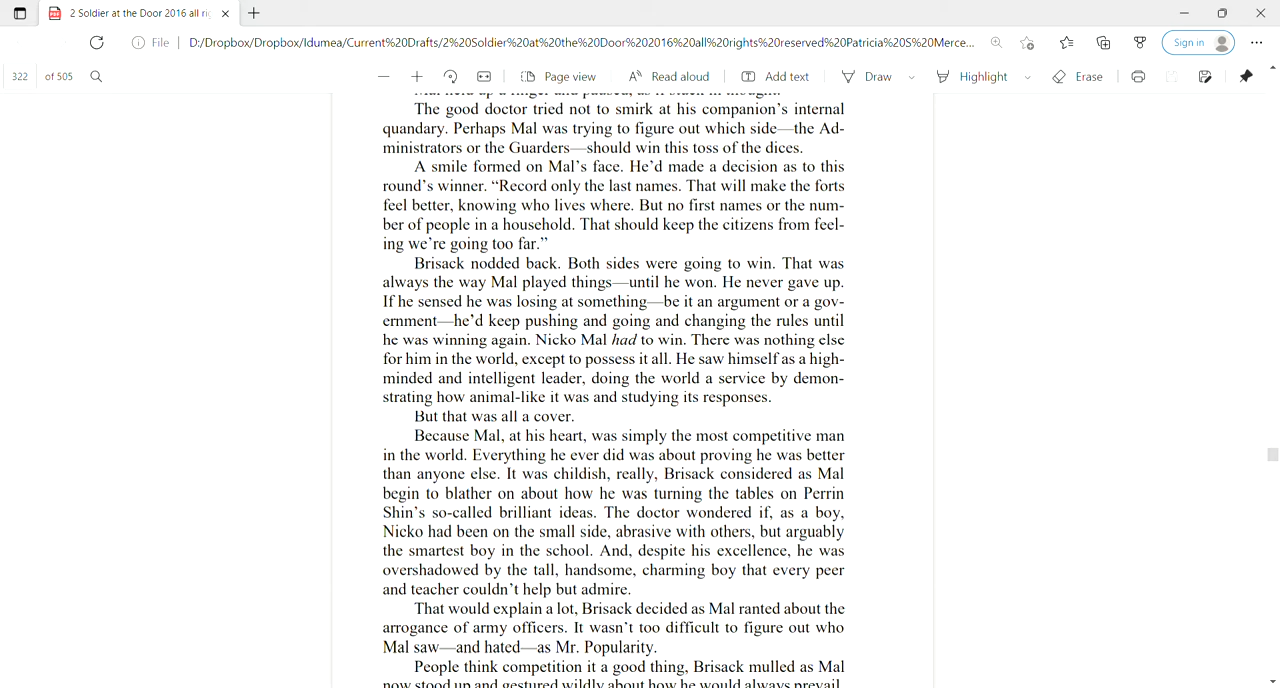 2 Soldier at the Door 2016 all ri
File
D:/Dropbox/Dropbox/Idumea/Current%20Drafts/2%20Soldier%20at%20the%20Door%202016%20all%20rights%20reserved%20Patricia%20S%20Merce...
Sign in
322 of 505
Page view
Read aloud
Add text
Draw
Highlight
Erase
The good doctor tried not to smirk at his companion’s internal
quandary. Perhaps Mal was trying to figure out which side—the Ad-
ministrators or the Guarders—should win this toss of the dices.
A smile formed on Mal’s face. He’d made a decision as to this
round’s winner. “Record only the last names. That will make the forts
feel better, knowing who lives where. But no first names or the num-
ber of people in a household. That should keep the citizens from feel-
ing we’re going too far.”
Brisack nodded back. Both sides were going to win. That was
always the way Mal played things—until he won. He never gave up.
If he sensed he was losing at something—be it an argument or a gov-
ernment—he’d keep pushing and going and changing the rules until
he was winning again. Nicko Mal had to win. There was nothing else
for him in the world, except to possess it all. He saw himself as a high-
minded and intelligent leader, doing the world a service by demon-
strating how animal-like it was and studying its responses.
But that was all a cover.
Because Mal, at his heart, was simply the most competitive man
in the world. Everything he ever did was about proving he was better
than anyone else. It was childish, really, Brisack considered as Mal
begin to blather on about how he was turning the tables on Perrin
Shin’s so-called brilliant ideas. The doctor wondered if, as a boy,
Nicko had been on the small side, abrasive with others, but arguably
the smartest boy in the school. And, despite his excellence, he was
overshadowed by the tall, handsome, charming boy that every peer
and teacher couldn’t help but admire.
That would explain a lot, Brisack decided as Mal ranted about the
arrogance of army officers. It wasn’t too difficult to figure out who
Mal saw—and hated—as Mr. Popularity.
People think competition it a good thing, Brisack mulled as Mal
now stood up and gestured wildly about how he would always prevail